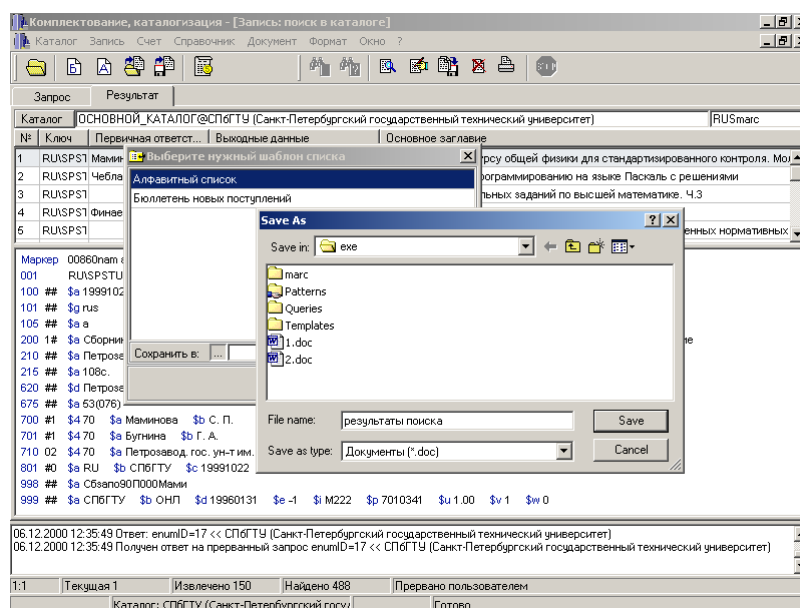 Комплектование, каталогизация - [Запись: поиск в каталоге]
Каталог Запись Счет Справочник Документ Формат Окно ?
Запрос Результат
Каталог ОСНОВНОЙ_КАТАЛОГ@СПбГТУ (Санкт-Петербургский государственный технический университет) RUSmarc
№ Ключ Первичная ответст... Выходные данные Основное заглавие
1 RU\SPST Мамин рсу общей физики для стандартизированного контроля. Мо
2 RU\SPST Чебла рограммированию на языке Паскаль с решениями
3 RU\SPST льных заданий по высшей математике. Ч.3
4 RU\SPST Финае
5 RU\SPST енных нормативных
Выберите нужный шаблон списка
Алфавитный список
Бюллетень новых поступлений
Сохранить в: ...
Save As
Save in: exe
marc
Patterns
Queries
Templates
1.doc
2.doc
File name: результаты поиска Save
Save as type: Документы (*.doc) Cancel
Маркер 00860nam
001 RU\SPSTU
100 ## $a 1999102
101 ## $g rus
105 ## $a a
200 1# $a Сборник ие
210 ## $a Петроза
215 ## $a 108с.
620 ## $d Петроза
675 ## $a 53(076)
700 #1 $4 70 $a Маминова $b С. П.
701 #1 $4 70 $a Бугнина $b Г. А.
710 02 $4 70 $a Петрозавод. гос. ун-т им.
801 #0 $a RU $b СПбГТУ $c 19991022
998 ## $a Сбзапо90П000Мами
999 ## $a СПбГТУ $b ОНЛ $d 19960131 $e -1 $i М222 $p 7010341 $u 1.00 $v 1 $w 0
06.12.2000 12:35:49 Ответ: enumID=17 << СПбГТУ (Санкт-Петербургский государственный технический университет)
06.12.2000 12:35:49 Получен ответ на прерванный запрос enumID=17 << СПбГТУ (Санкт-Петербургский государственный технический университет)
1:1 Текущая 1 Извлечено 150 Найдено 488 Прервано пользователем
Каталог: СПбГТУ (Санкт-Петербургский госу Готово